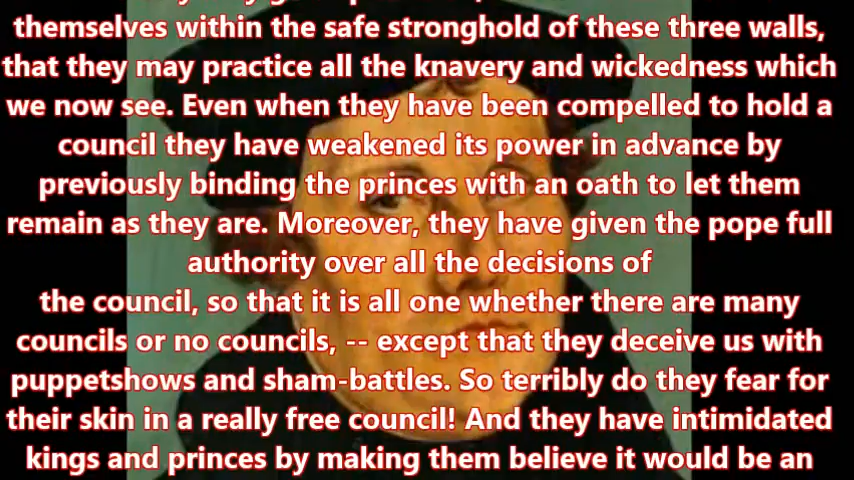 themselves within the safe stronghold of these three walls,
that they may practice all the knavery and wickedness which
we now see. Even when they have been compelled to hold a
council they have weakened its power in advance by
previously binding the princes with an oath to let them
remain as they are. Moreover, they have given the pope full
authority over all the decisions of
the council, so that it is all one whether there are many
councils or no councils, -- except that they deceive us with
puppetshows and sham-battles. So terribly do they fear for
their skin in a really free council! And they have intimidated
kings and princes by making them believe it would be an